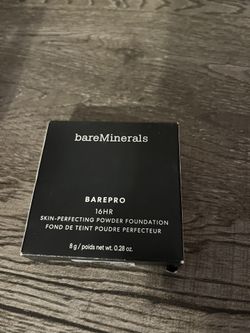 bareMinerals
BAREPRO
16HR
SKIN-PERFECTING POWDER FOUNDATION
FOND DE TEINT POUDRE PERFECTEUR
8 g / poids net wt. 0.28 oz.